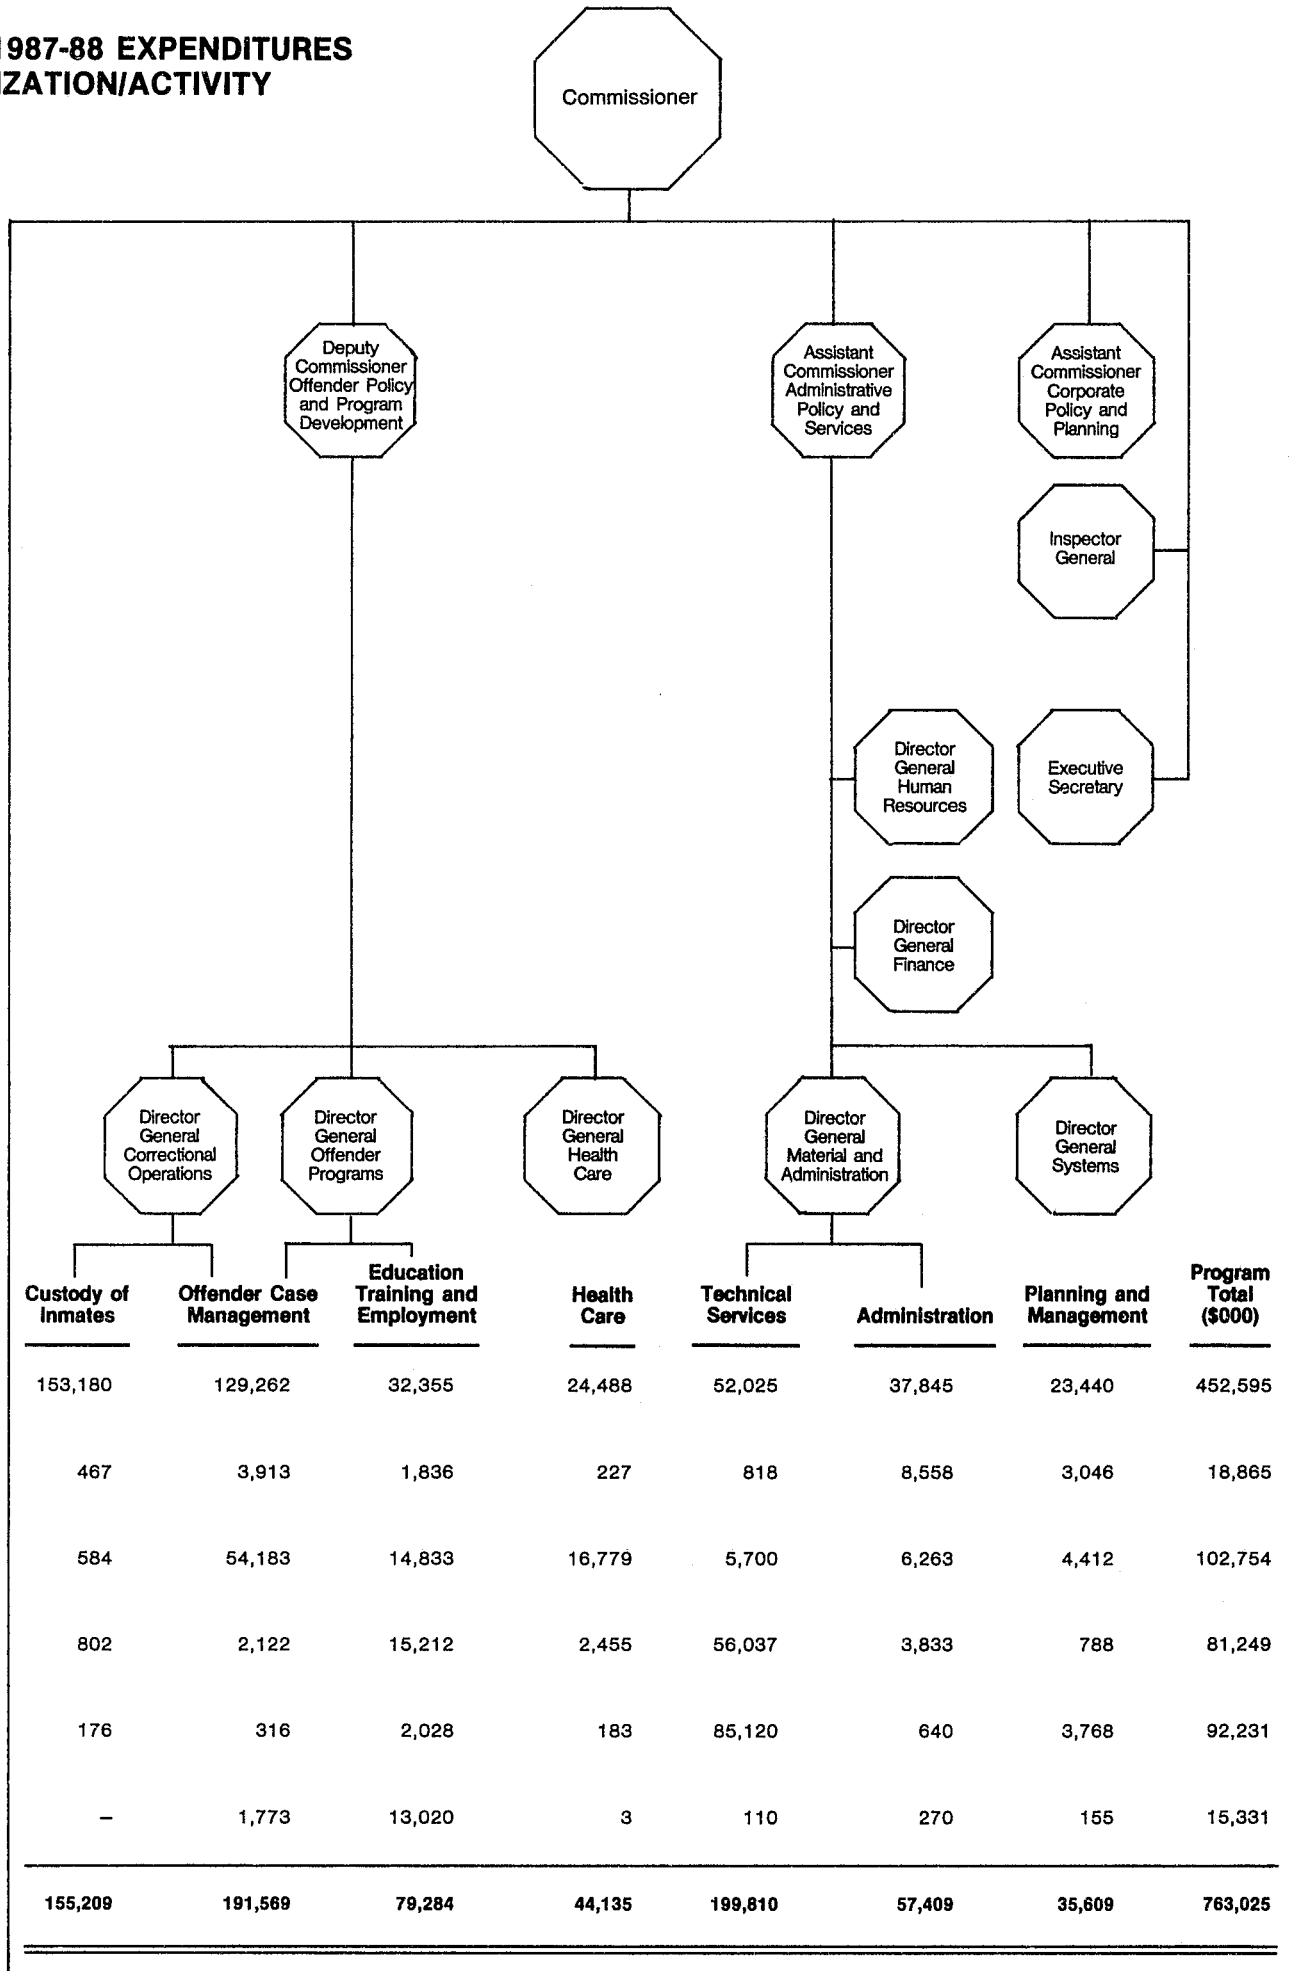 1987-88 EXPENDITURES
IZATION/ACTIVITY
Commissioner
Deputy
Commissioner
Offender Policy
and Program
Development
Assistant
Commissioner
Administrative
Policy and
Services
Assistant
Commissioner
Corporate
Policy and
Planning
Inspector
General
Director
General
Human
Resources
Executive
Secretary
Director
General
Finance
Director
General
Correctional
Operations
Director
General
Offender
Programs
Director
General
Health
Care
Director
General
Material and
Administration
Director
General
Systems
Custody of
Inmates
Offender Case
Management
Education
Training and
Employment
Health
Care
Technical
Services
Administration
Planning and
Management
Program
Total
($000)
153,180 129,262 32,355 24,488 52,025 37,845 23,440 452,595
467 3,913 1,836 227 818 8,558 3,046 18,865
584 54,183 14,833 16,779 5,700 6,263 4,412 102,754
802 2,122 15,212 2,455 56,037 3,833 788 81,249
176 316 2,028 183 85,120 640 3,768 92,231
– 1,773 13,020 3 110 270 155 15,331
155,209 191,569 79,284 44,135 199,810 57,409 35,609 763,025